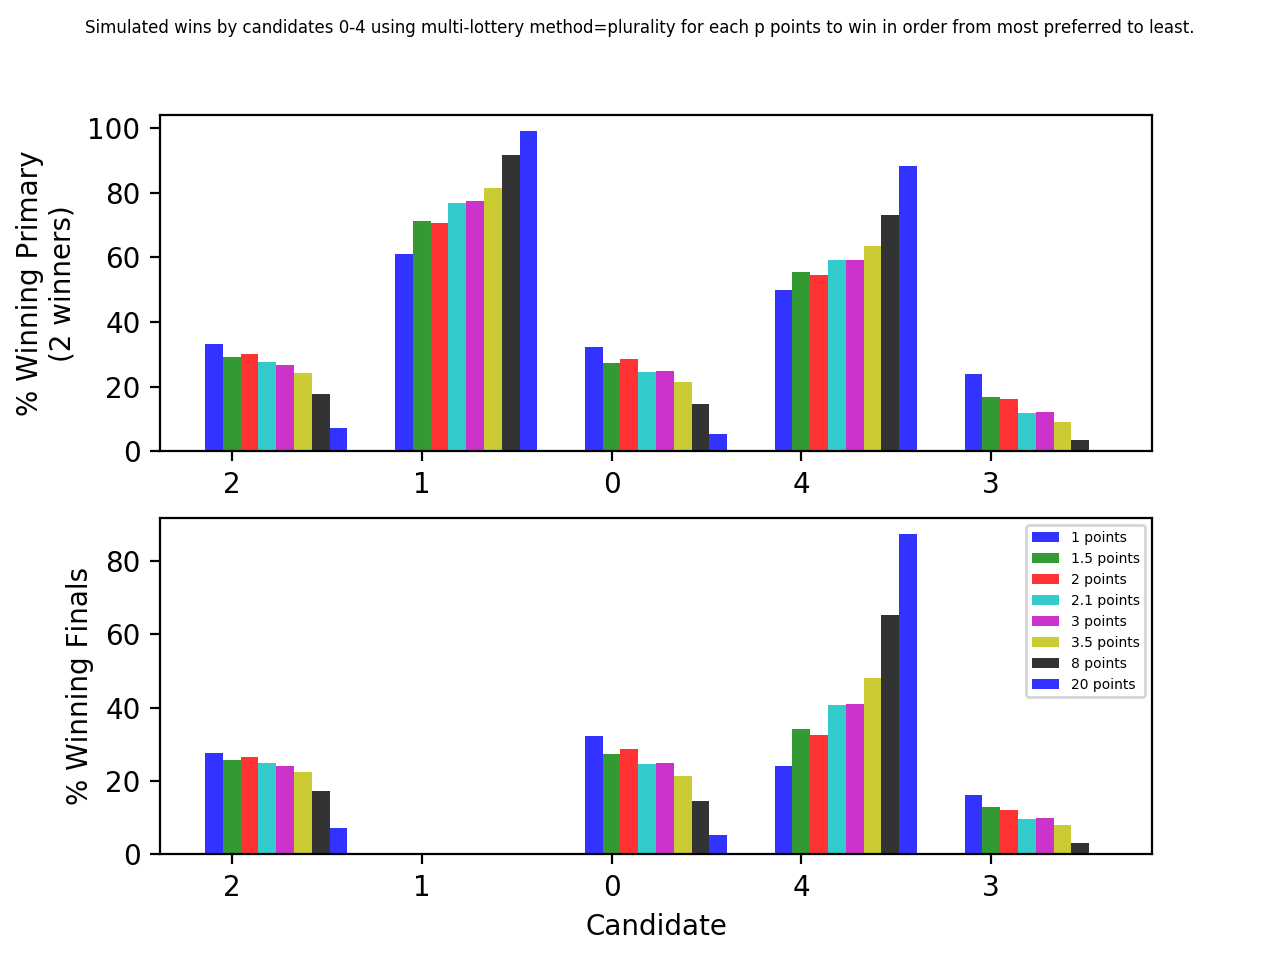 Simulated wins by candidates 0-4 using multi-lottery method=plurality for each p points to win in order from most preferred to least.
% Winning Primary
(2 winners)
100
80
60
40
20
0
2 1 0 4 3
% Winning Finals
80
60
40
20
0
1 points
1.5 points
2 points
2.1 points
3 points
3.5 points
8 points
20 points
2 1 0 4 3
Candidate